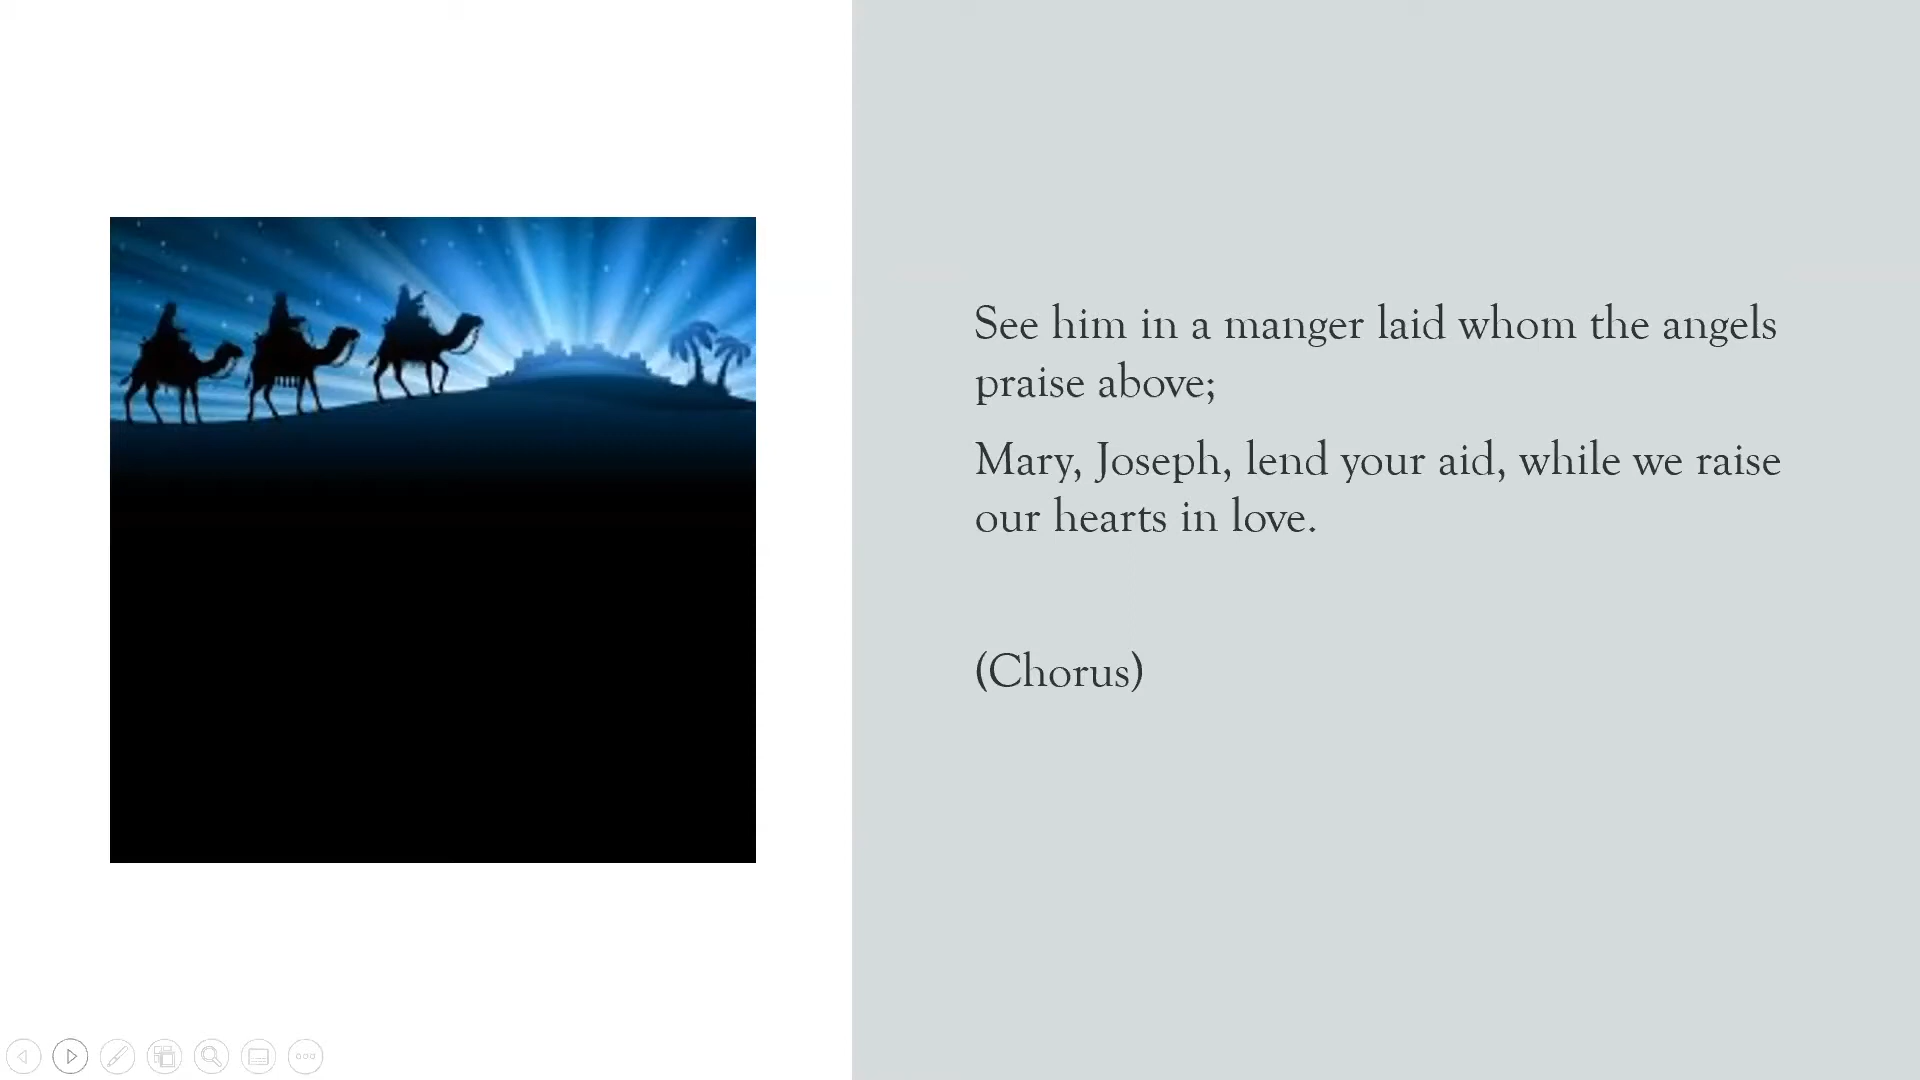 See him in a manger laid whom the angels
praise above;
Mary, Joseph, lend your aid, while we raise
our hearts in love.
(Chorus)